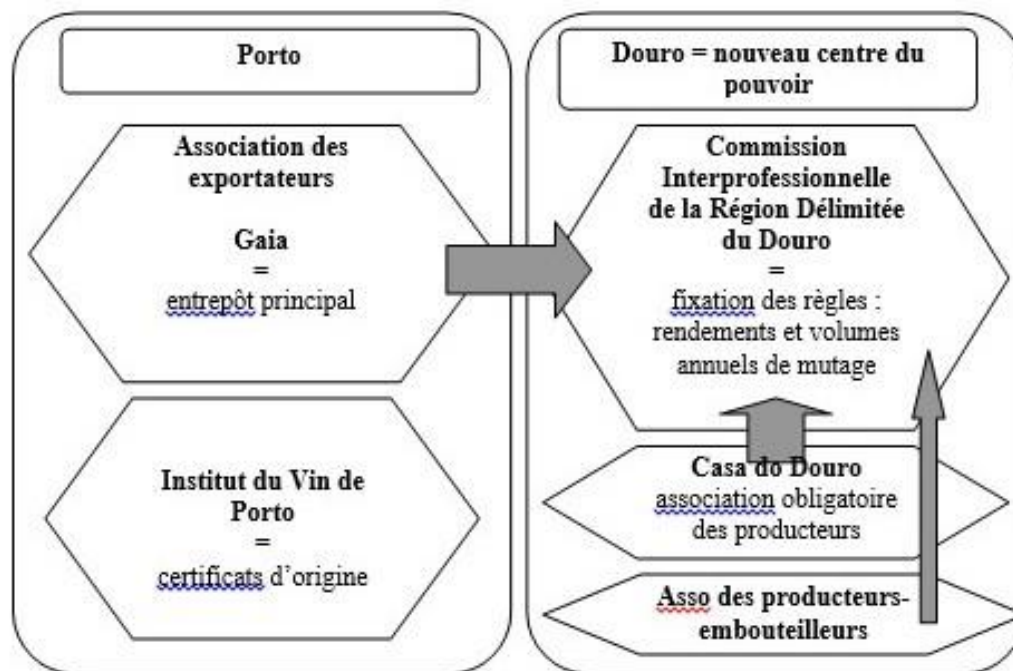 Porto
Association des
exportateurs
Gaia
=
entrepôt principal
Institut du Vin de
Porto
=
certificats d'origine
Douro = nouveau centre du
pouvoir
Commission
Interprofessionnelle
de la Région Délimitée
du Douro
=
fixation des règles :
rendements et volumes
annuels de mutage
Casa do Douro
association obligatoire
des producteurs
Asso des producteurs-
embouteilleurs